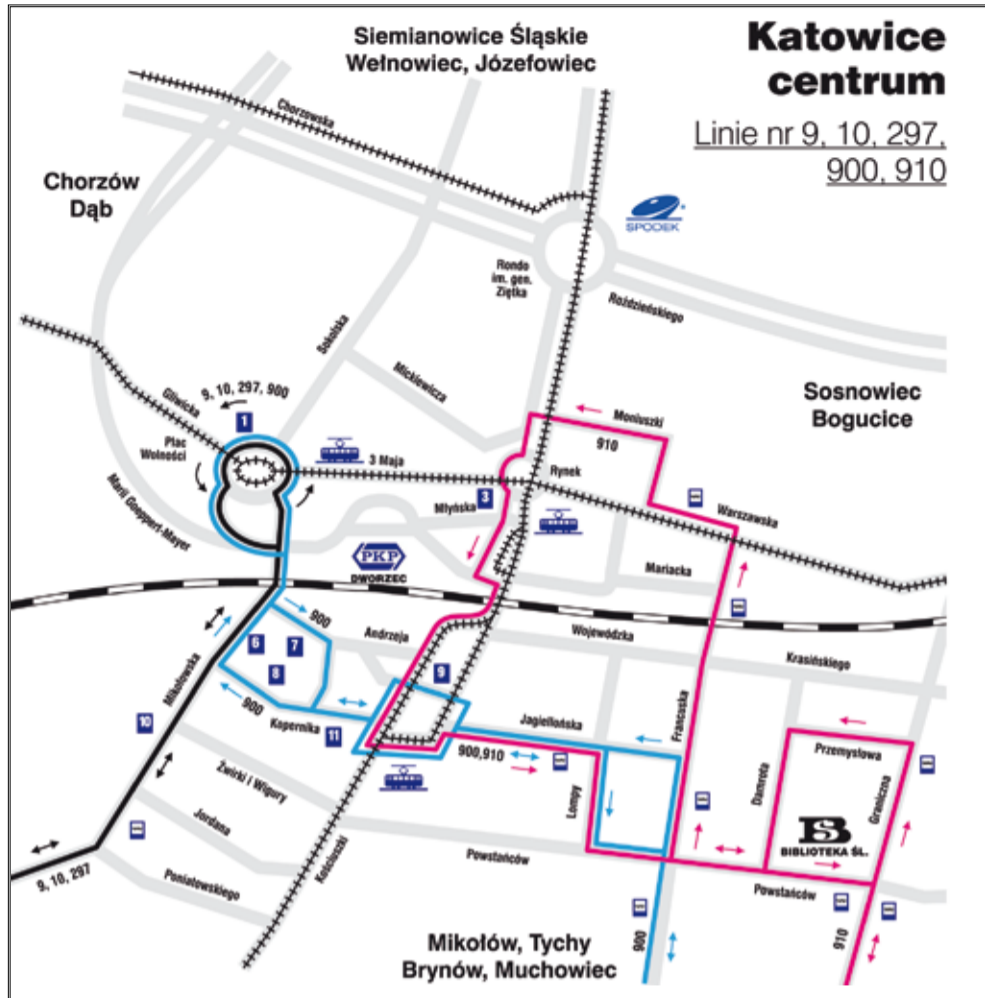 Katowice
centrum
Linie nr 9, 10, 297,
900, 910
Siemianowice Śląskie
Wełnowiec, Józefowiec
Chorzowska
Chorzów
Dąb
SPODEK
Rondo
im. gen.
Ziętka
Roździeńskiego
Sokolska
Mickiewicza
Sosnowiec
Bogucice
Gliwicka
9, 10, 297, 900
1
Plac
Wolności
3 Maja
Moniuszki
910
Rynek
3
Młyńska
Warszawska
Marii Goeppert-Mayer
PKP
DWORZEC
Mariacka
900
Andrzeja
Wojewódzka
Krasińskiego
6
7
8
9
Mikołowska
900
Kopernika
11
10
Jagiellońska
Francuska
900,910
Przemysłowa
Damrota
Graniczna
Lompy
Żwirki i Wigury
Jordana
BS
BIBLIOTEKA ŚL.
Powstańców
Powstańców
Poniatowskiego
Kościuszki
9, 10, 297
900
910
Mikołów, Tychy
Brynów, Muchowiec